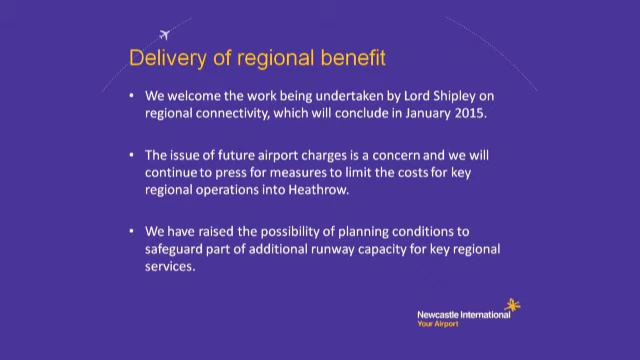 Delivery of regional benefit
• We welcome the work being undertaken by Lord Shipley on
regional connectivity, which will conclude in January 2015.
• The issue of future airport charges is a concern and we will
continue to press for measures to limit the costs for key
regional operations into Heathrow.
• We have raised the possibility of planning conditions to
safeguard part of additional runway capacity for key regional
services.
Newcastle International
Your Airport